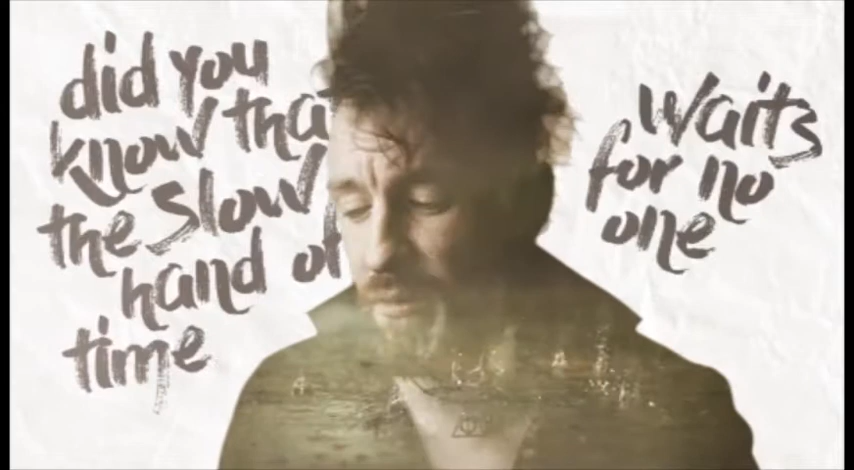 did you
know that
the slow
hand of
time
waits
for no
one